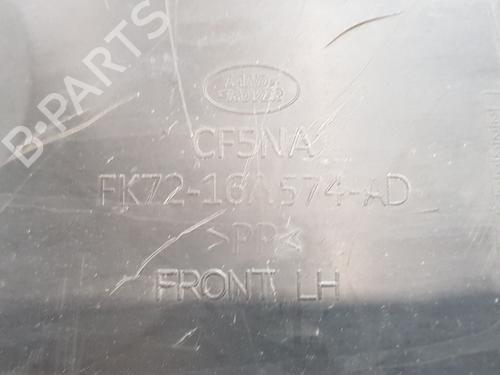 B-PARTS
LAND
ROVER
CF5NA
FK72-16A574-AD
>PP<
FRONT LH